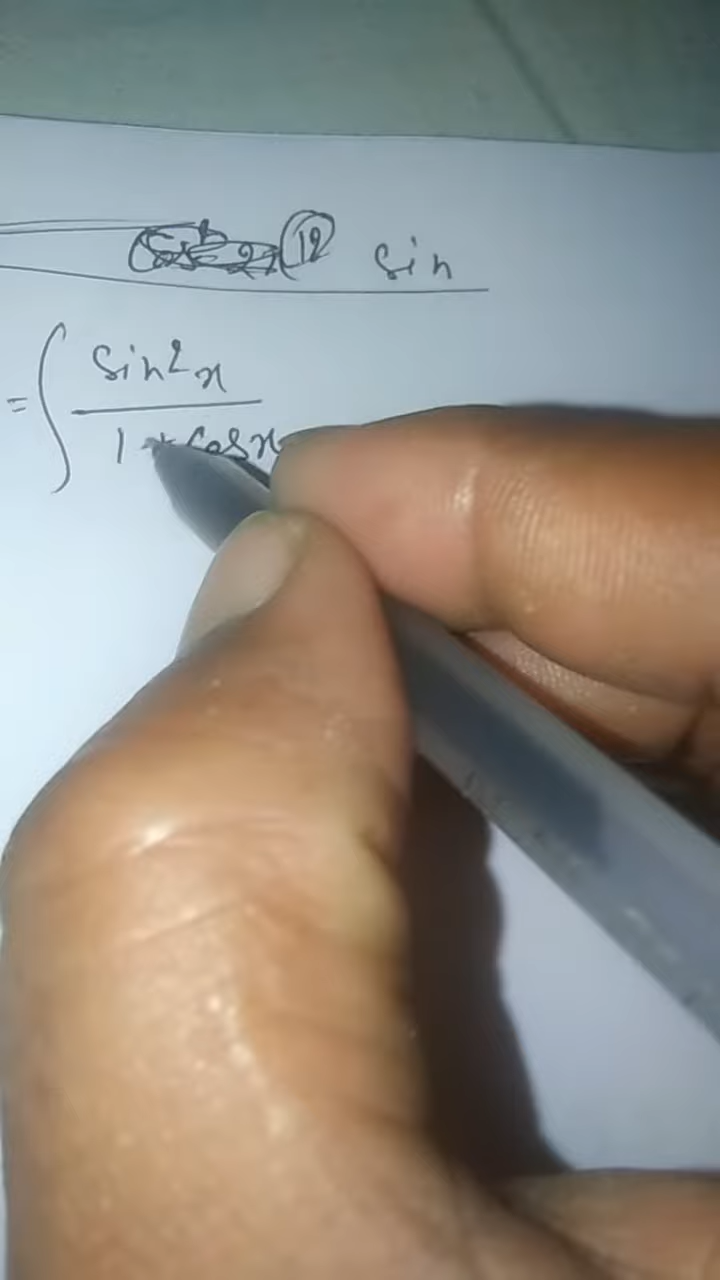 12 sin
= ∫ sin²x / 1 + cosx